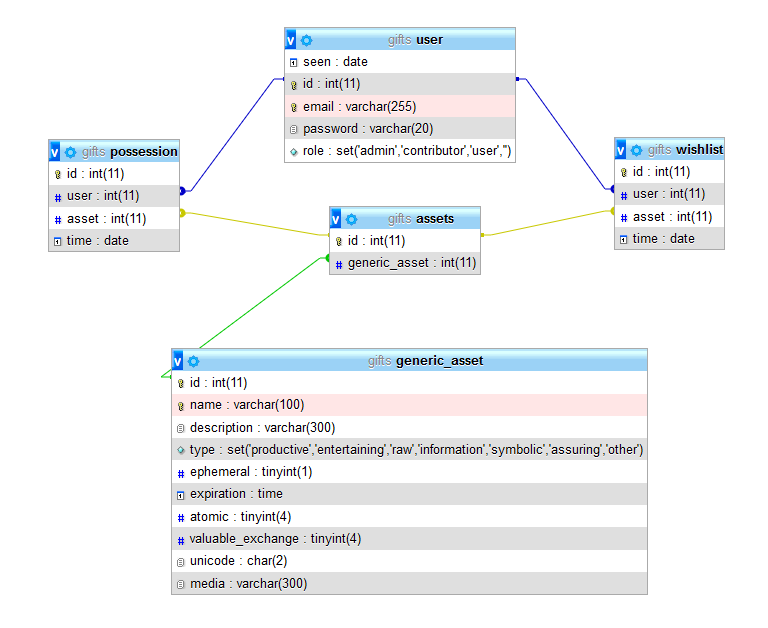 v gifts user
seen : date
id : int(11)
email : varchar(255)
password : varchar(20)
role : set('admin','contributor','user','')
v gifts possession
id : int(11)
user : int(11)
asset : int(11)
time : date
v gifts wishlist
id : int(11)
user : int(11)
asset : int(11)
time : date
v gifts assets
id : int(11)
generic_asset : int(11)
v gifts generic_asset
id : int(11)
name : varchar(100)
description : varchar(300)
type : set('productive','entertaining','raw','information','symbolic','assuring','other')
ephemeral : tinyint(1)
expiration : time
atomic : tinyint(4)
valuable_exchange : tinyint(4)
unicode : char(2)
media : varchar(300)